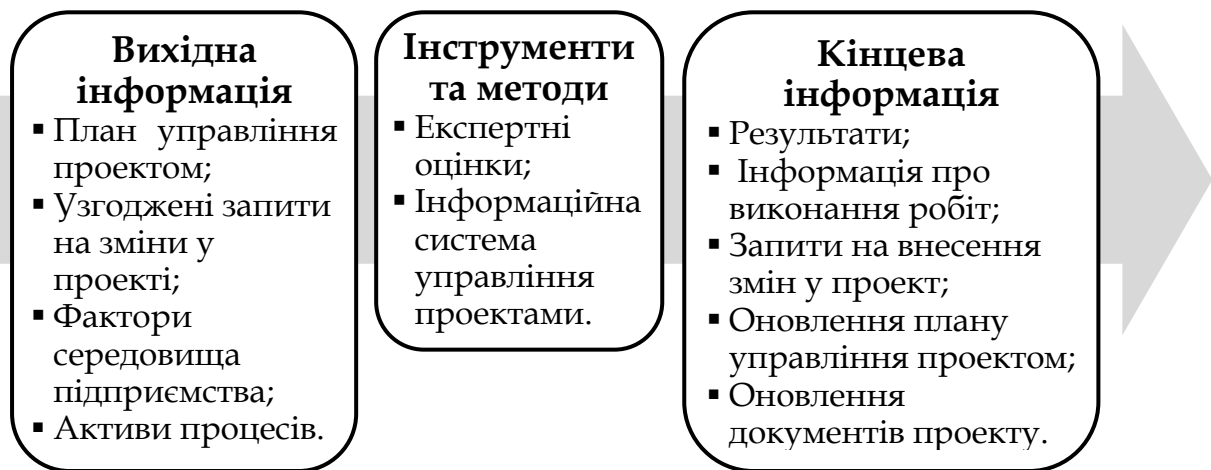 Вихідна
інформація
▪ План управління
проектом;
▪ Узгоджені запити
на зміни у
проекті;
▪ Фактори
середовища
підприємства;
▪ Активи процесів.
Інструменти
та методи
▪ Експертні
оцінки;
▪ Інформаційна
система
управління
проектами.
Кінцева
інформація
▪ Результати;
▪ Інформація про
виконання робіт;
▪ Запити на внесення
змін у проект;
▪ Оновлення плану
управління проектом;
▪ Оновлення
документів проекту.